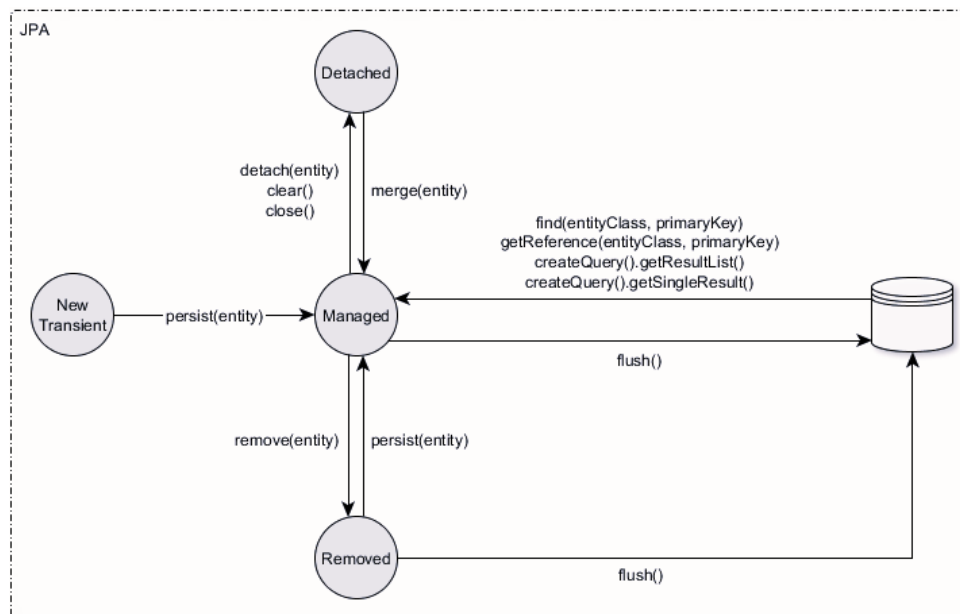 JPA
Detached
detach(entity)
clear()
close()
merge(entity)
find(entityClass, primaryKey)
getReference(entityClass, primaryKey)
createQuery().getResultList()
createQuery().getSingleResult()
New
Transient
persist(entity)
Managed
flush()
remove(entity)
persist(entity)
Removed
flush()